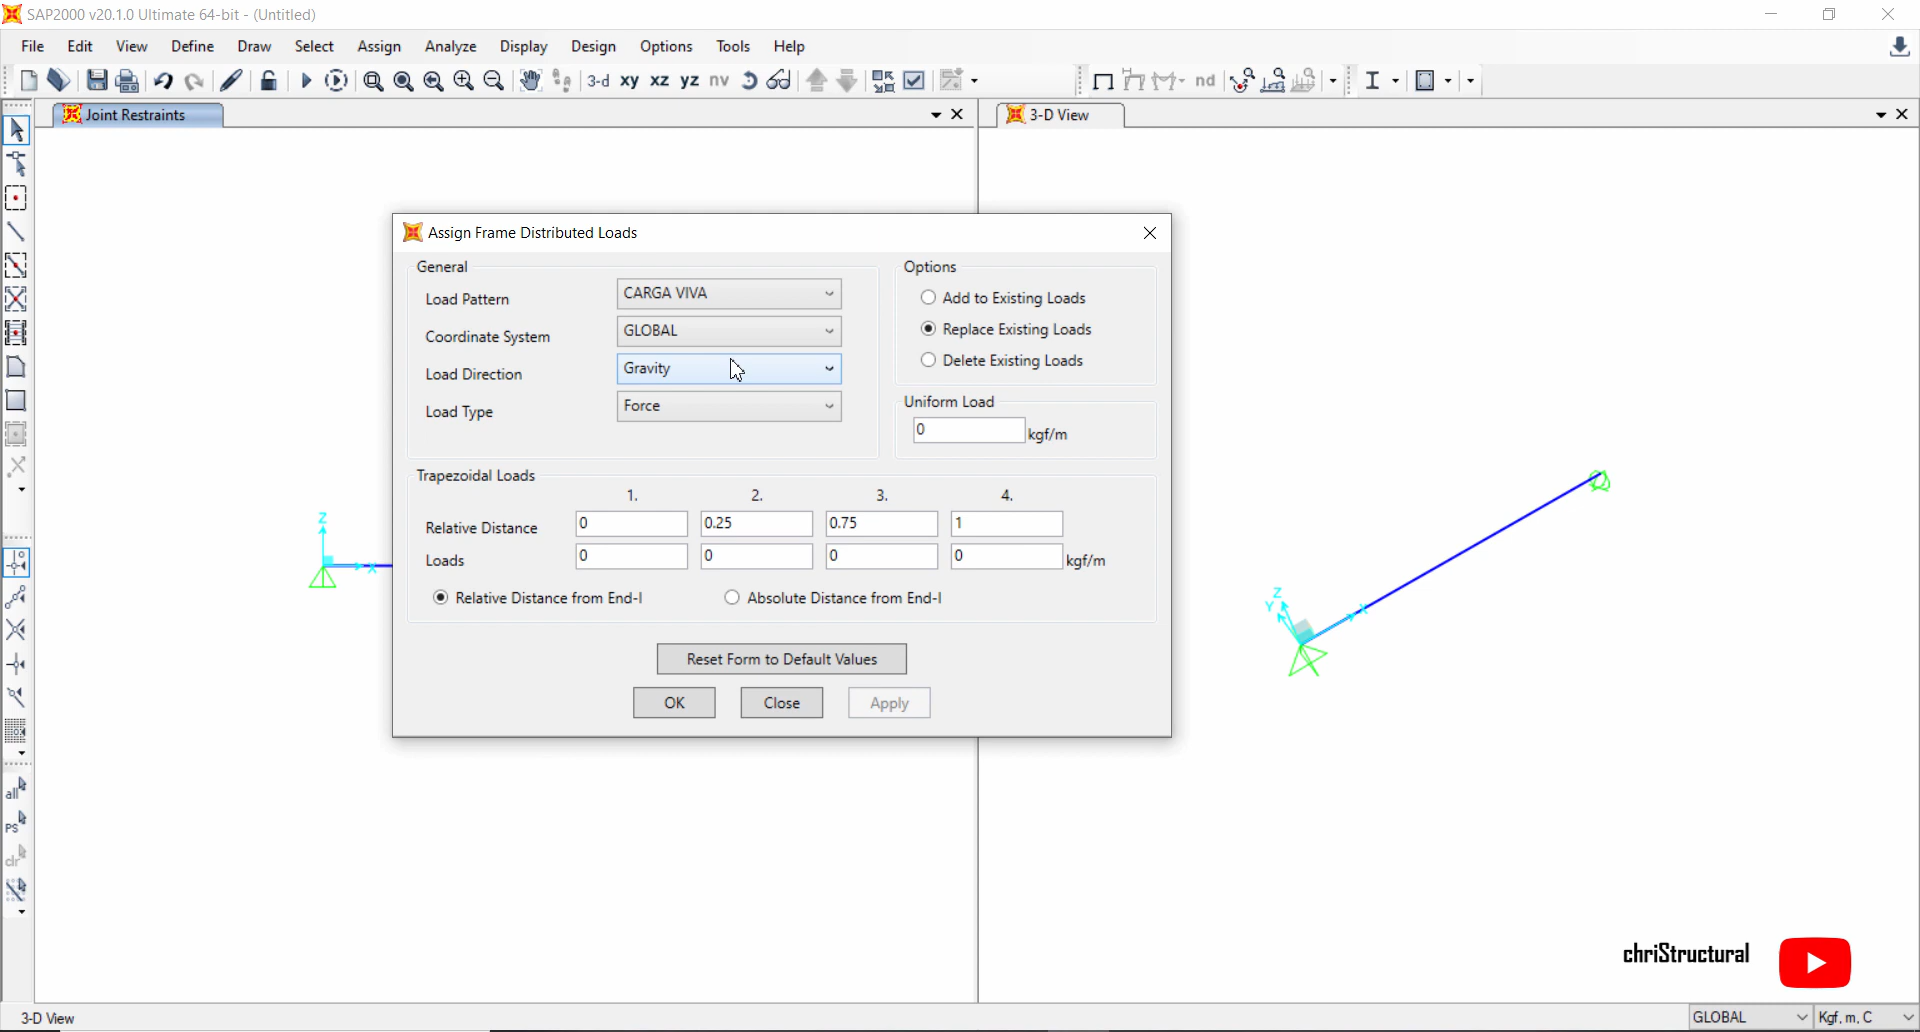 SAP2000 v20.1.0 Ultimate 64-bit - (Untitled)
File Edit View Define Draw Select Assign Analyze Display Design Options Tools Help
3-d xy xz yz nv nd
Joint Restraints
3-D View
Assign Frame Distributed Loads
General
Load Pattern CARGA VIVA
Coordinate System GLOBAL
Load Direction Gravity
Load Type Force
Options
Add to Existing Loads
Replace Existing Loads
Delete Existing Loads
Uniform Load
0 kgf/m
Trapezoidal Loads
1. 2. 3. 4.
Relative Distance 0 0.25 0.75 1
Loads 0 0 0 0 kgf/m
Relative Distance from End-I Absolute Distance from End-I
Reset Form to Default Values
OK Close Apply
Z
X
Z
Y
X
all
PS
clr
chriStructural
3-D View
GLOBAL Kgf, m, C